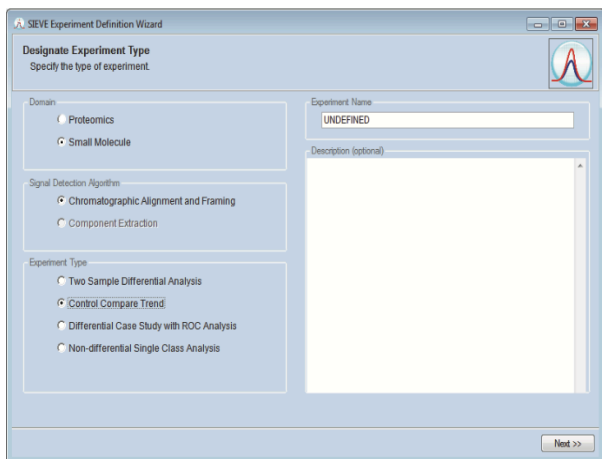 SIEVE Experiment Definition Wizard
Designate Experiment Type
Specify the type of experiment.
Domain
Proteomics
Small Molecule
Signal Detection Algorithm
Chromatographic Alignment and Framing
Component Extraction
Experiment Type
Two Sample Differential Analysis
Control Compare Trend
Differential Case Study with ROC Analysis
Non-differential Single Class Analysis
Experiment Name
UNDEFINED
Description (optional)
Next >>